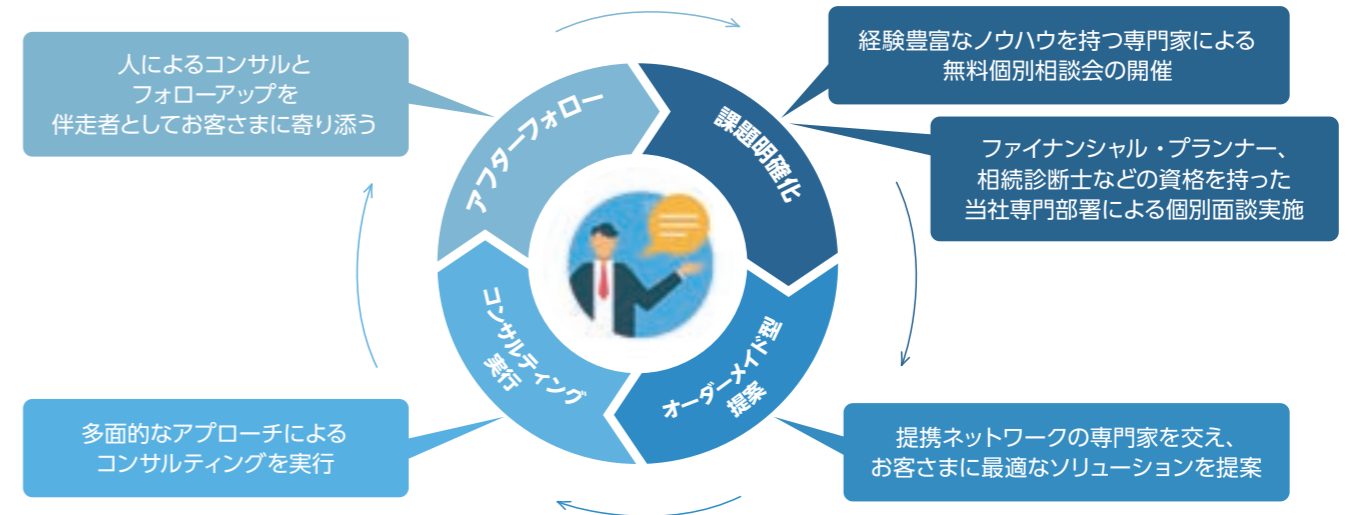 人によるコンサルと
フォローアップを
伴走者としてお客さまに寄り添う
アフターフォロー
課題明確化
経験豊富なノウハウを持つ専門家による
無料個別相談会の開催
ファイナンシャル・プランナー、
相続診断士などの資格を持った
当社専門部署による個別面談実施
コンサルティング
実行
オーダーメイド型
提案
多面的なアプローチによる
コンサルティングを実行
提携ネットワークの専門家を交え、
お客さまに最適なソリューションを提案